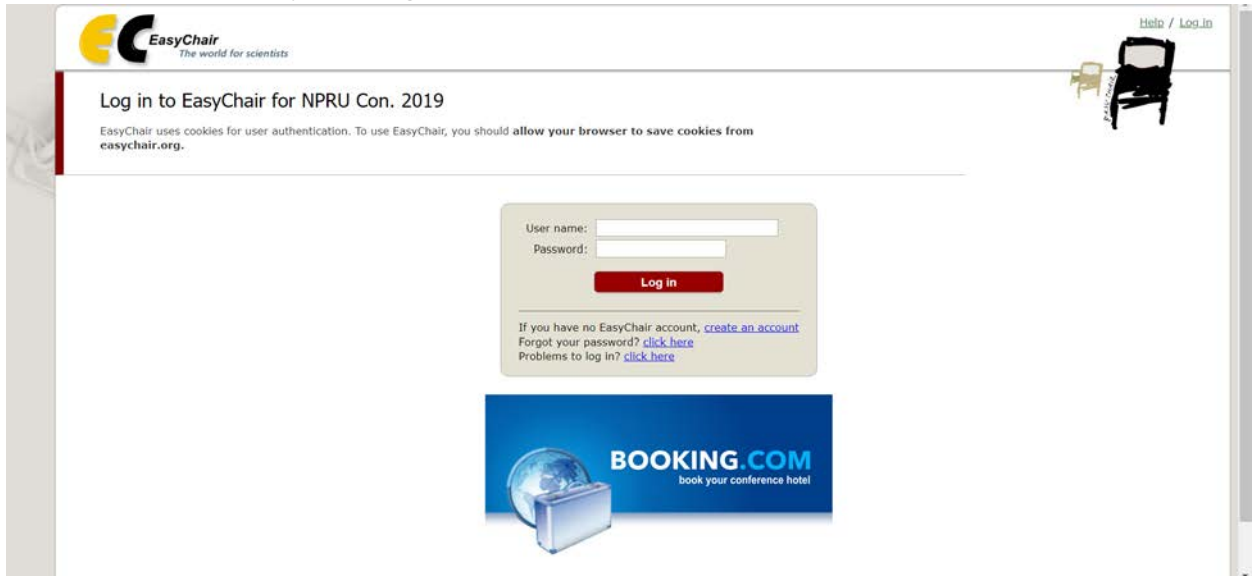 Help / Log in
EasyChair
The world for scientists
Log in to EasyChair for NPRU Con. 2019
EasyChair uses cookies for user authentication. To use EasyChair, you should allow your browser to save cookies from
easychair.org.
User name:
Password:
Log in
If you have no EasyChair account, create an account
Forgot your password? click here
Problems to log in? click here
BOOKING.COM
book your conference hotel